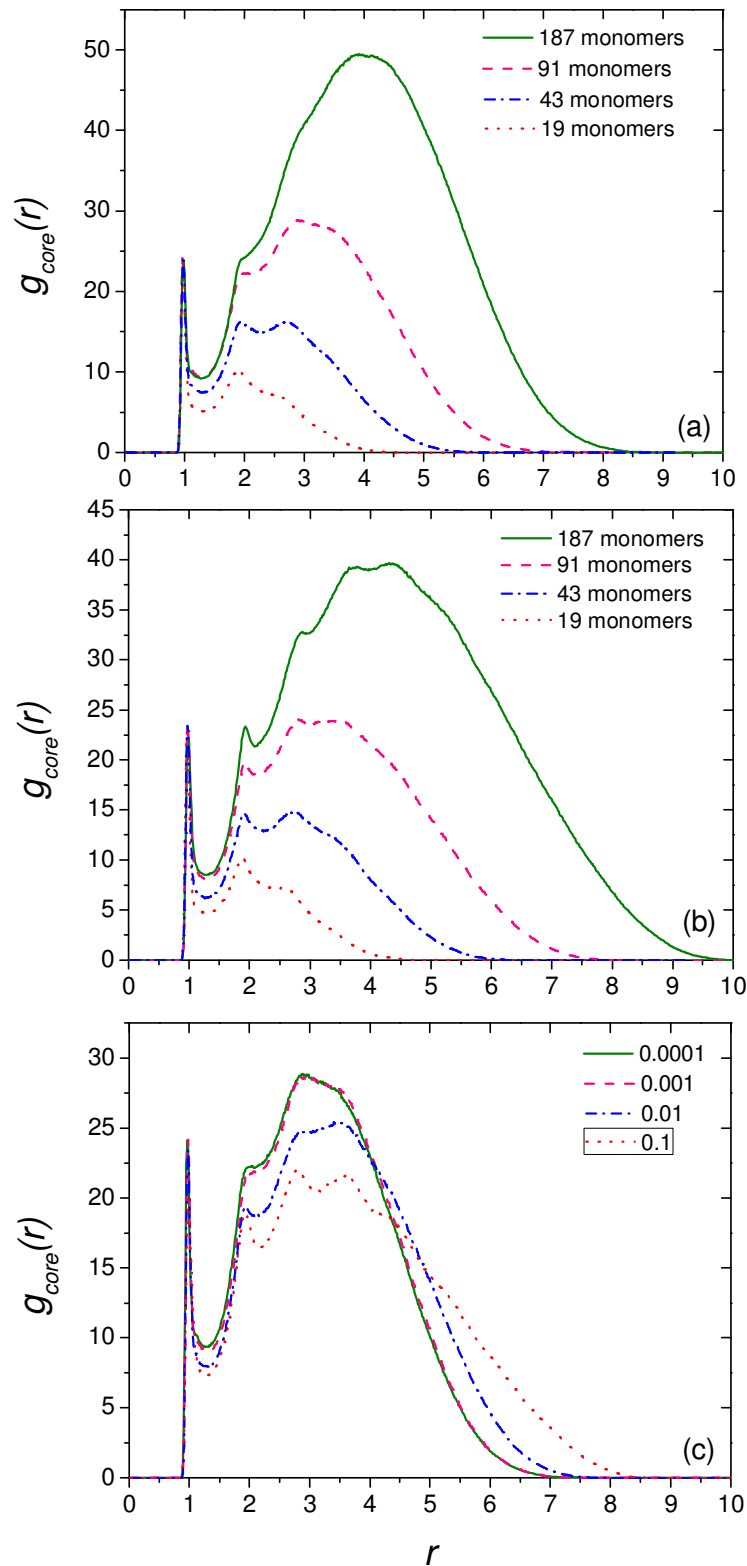 50
40
30
20
10
0
g_core(r)
187 monomers
91 monomers
43 monomers
19 monomers
(a)
0 1 2 3 4 5 6 7 8 9 10
45
40
35
30
25
20
15
10
5
0
g_core(r)
187 monomers
91 monomers
43 monomers
19 monomers
(b)
0 1 2 3 4 5 6 7 8 9 10
30
25
20
15
10
5
0
g_core(r)
0.0001
0.001
0.01
0.1
(c)
0 1 2 3 4 5 6 7 8 9 10
r